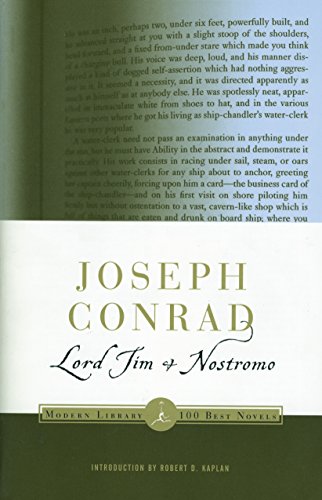 He was an inch, perhaps two, under six feet, powerfully built, and
he advanced straight at you with a slight stoop of the shoulders,
head forward, and a fixed from-under stare which made you think
of a charging bull. His voice was deep, loud, and his manner dis-
played a kind of dogged self-assertion which had nothing aggres-
sive in it. It seemed a necessity, and it was directed apparently as
much at himself as at anybody else. He was spotlessly neat, appar-
elled in immaculate white from shoes to hat, and in the various
Eastern ports where he got his living as ship-chandler's water-clerk
he was very popular.
A water-clerk need not pass an examination in anything under
the sun, but he must have Ability in the abstract and demonstrate it
practically. His work consists in racing under sail, steam, or oars
against other water-clerks for any ship about to anchor, greeting
her captain cheerily, forcing upon him a card—the business card of
the ship-chandler—and on his first visit on shore piloting him
firmly but without ostentation to a vast, cavern-like shop which is
full of things that are eaten and drunk on board ship; where you
JOSEPH
CONRAD
Lord Jim & Nostromo
MODERN LIBRARY 100 BEST NOVELS
INTRODUCTION BY ROBERT D. KAPLAN